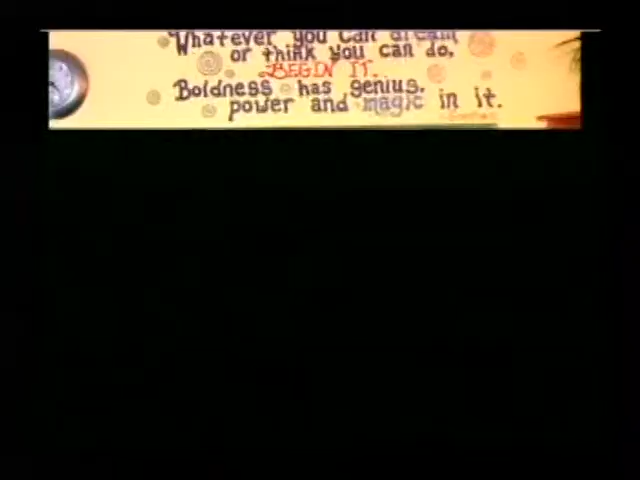 Whatever you can dream
or think you can do,
BEGIN IT.
Boldness has genius,
power and magic in it.